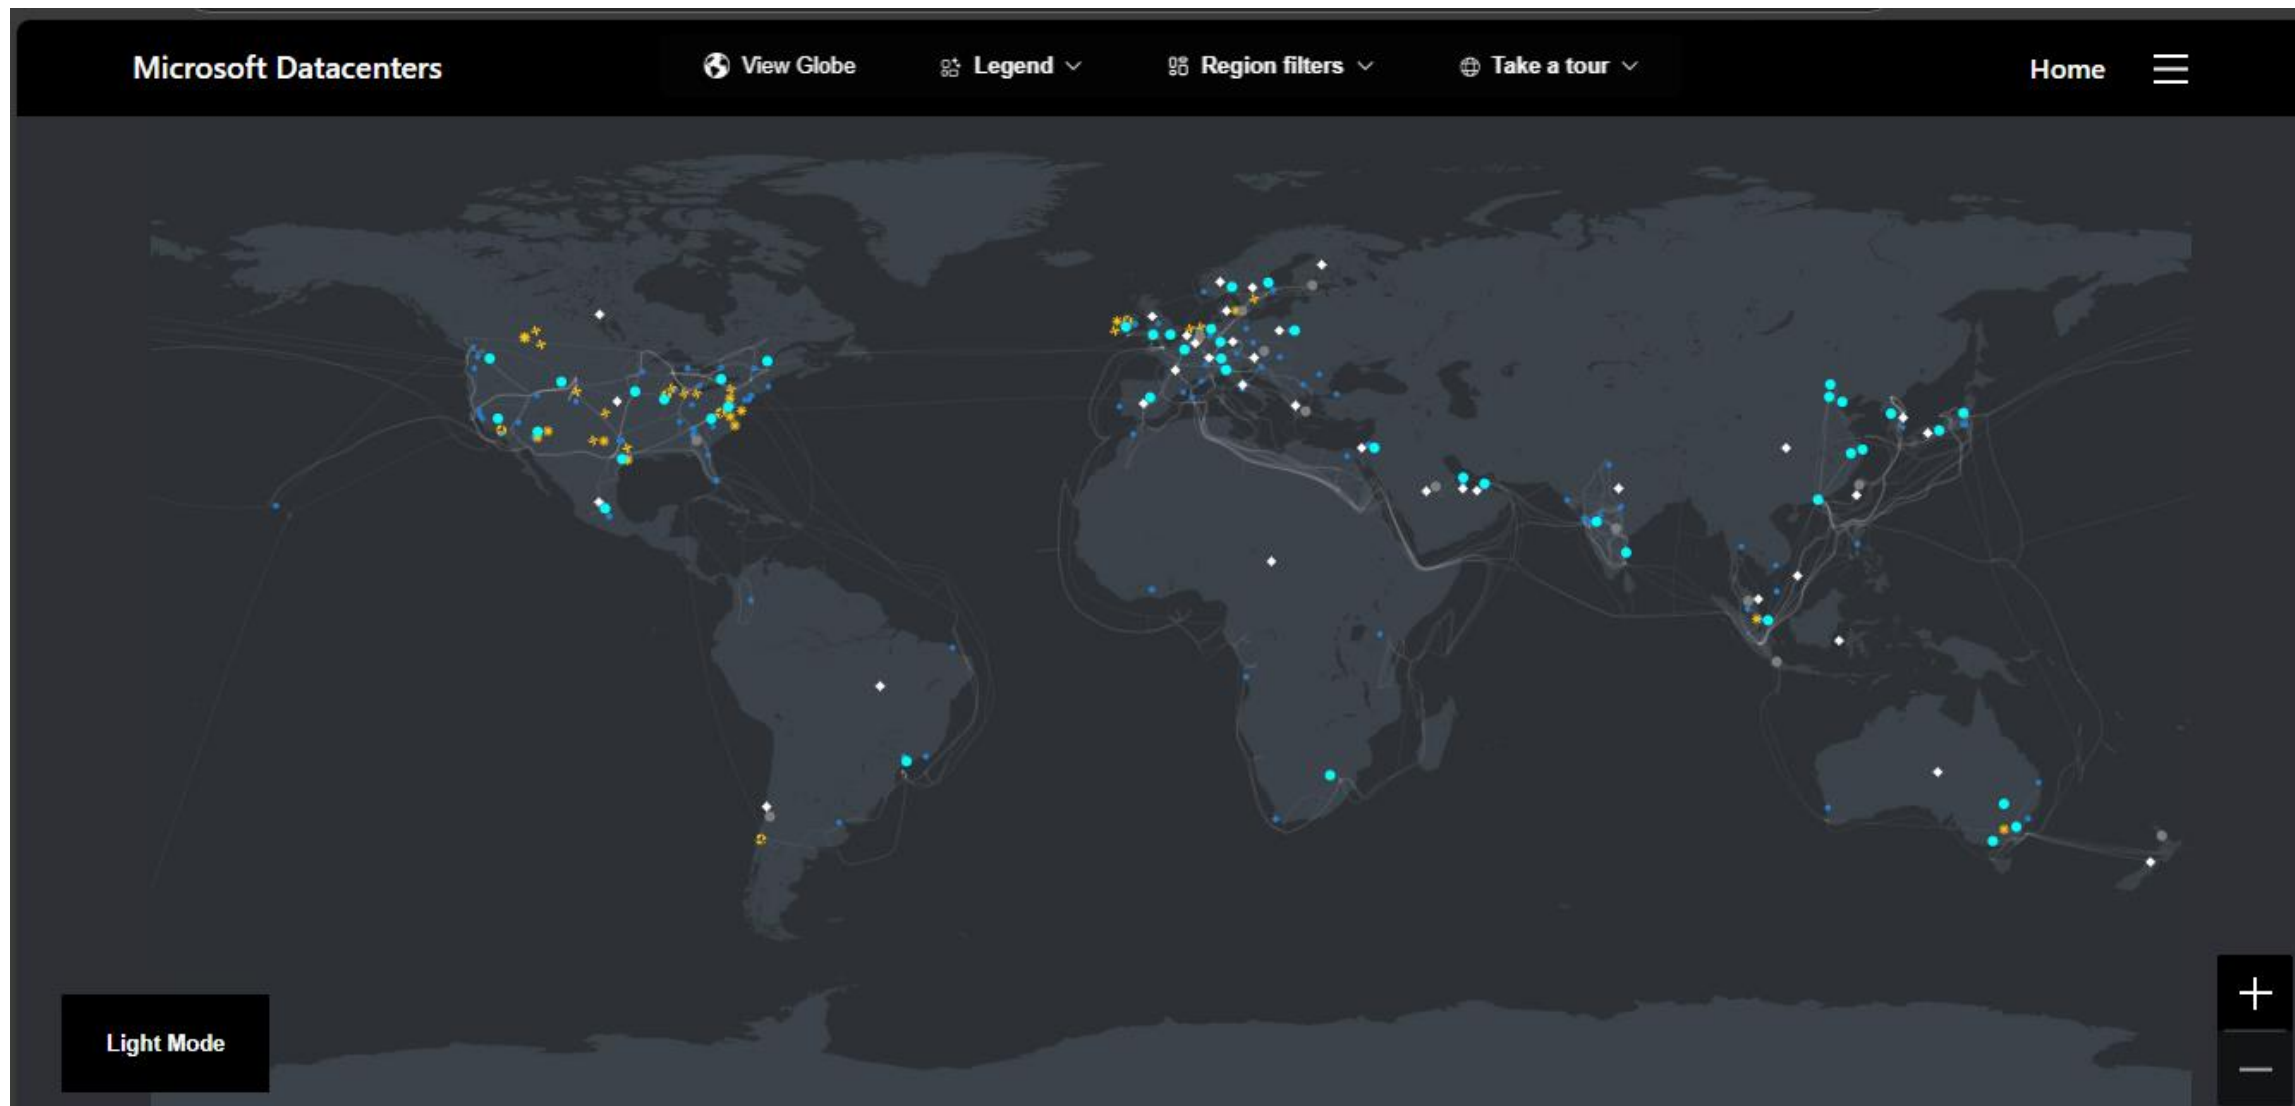 Microsoft Datacenters
View Globe
Legend
Region filters
Take a tour
Home
Light Mode